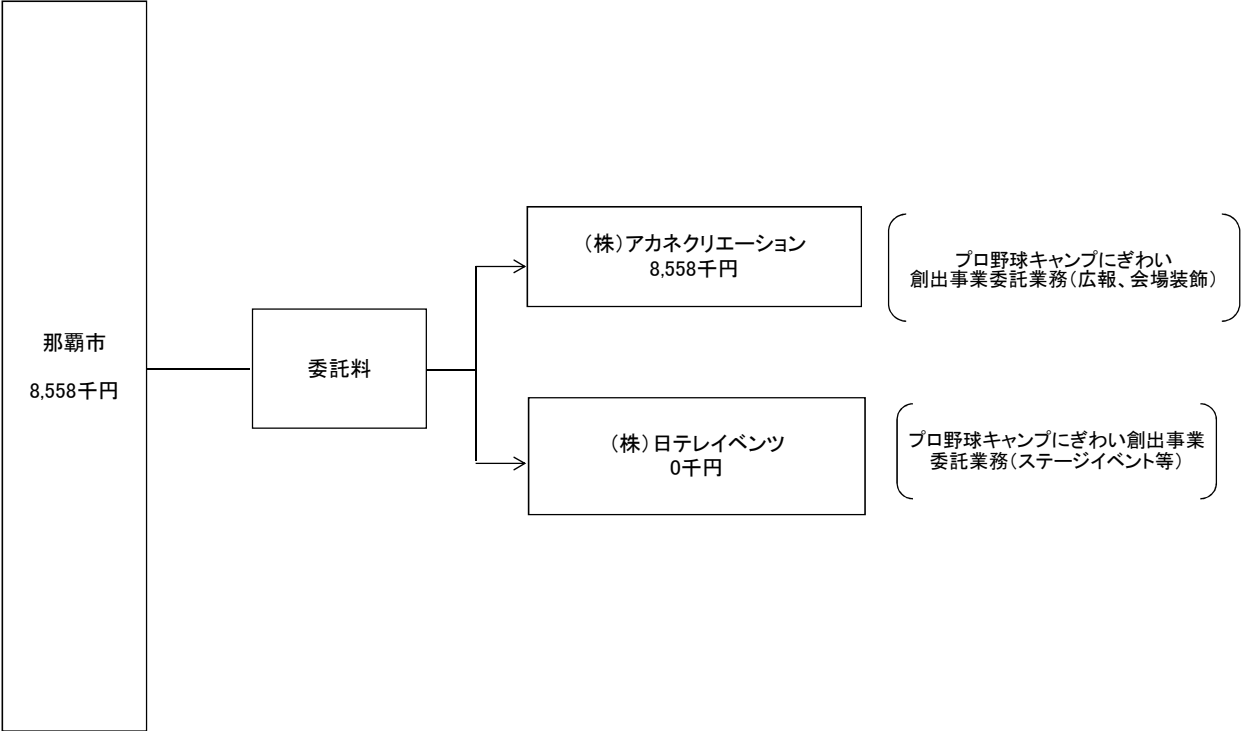 那覇市
8,558千円
委託料
（株）アカネクリエーション
8,558千円
プロ野球キャンプにぎわい
創出事業委託業務（広報、会場装飾）
（株）日テレイベンツ
0千円
プロ野球キャンプにぎわい創出事業
委託業務（ステージイベント等）